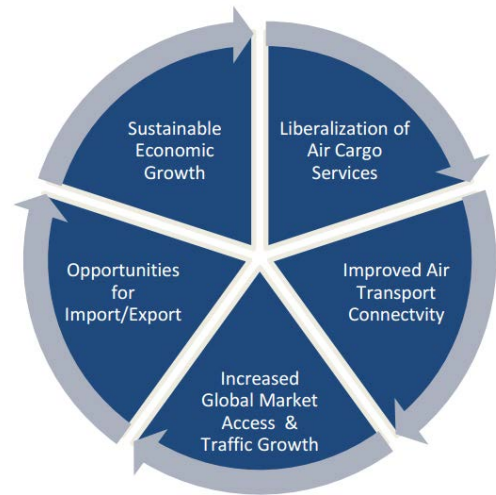 Sustainable
Economic
Growth
Liberalization of
Air Cargo
Services
Improved Air
Transport
Connectvity
Increased
Global Market
Access &
Traffic Growth
Opportunities
for
Import/Export